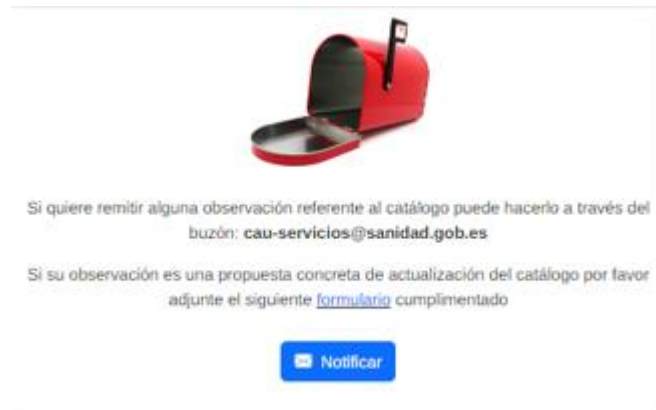 Si quiere remitir alguna observación referente al catálogo puede hacerlo a través del
buzón: cau-servicios@sanidad.gob.es
Si su observación es una propuesta concreta de actualización del catálogo por favor
adjunte el siguiente formulario cumplimentado
Notificar